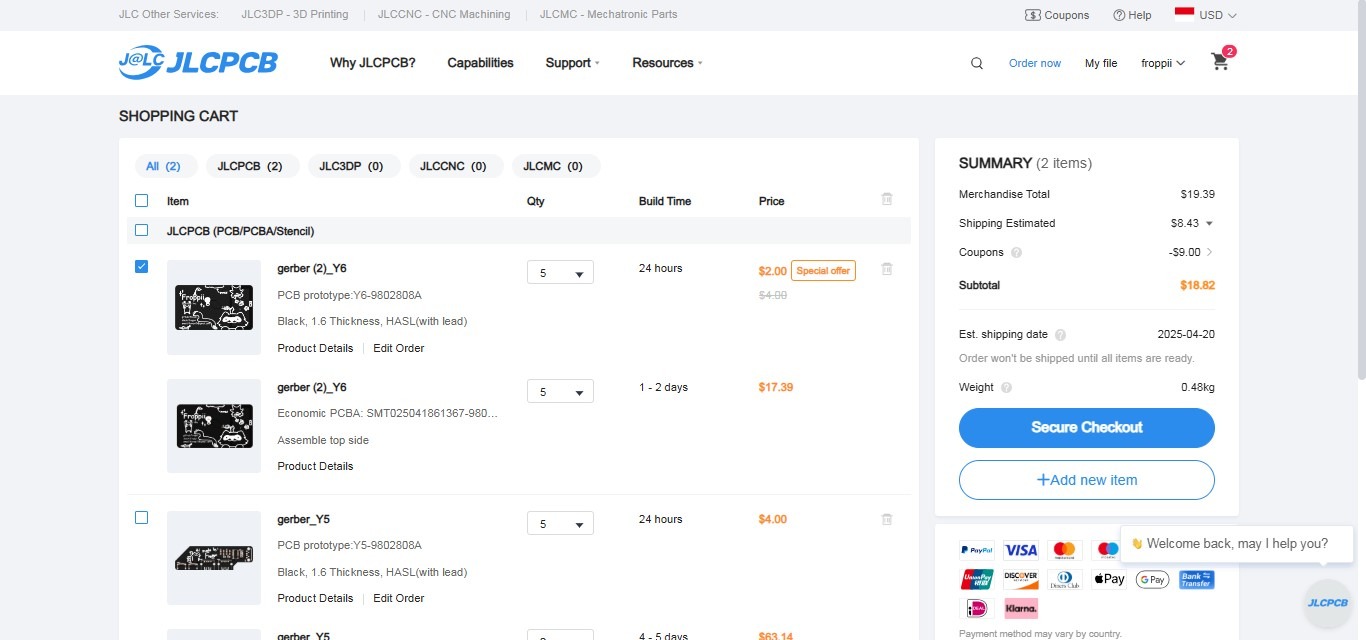 JLC Other Services: JLC3DP - 3D Printing JLCCNC - CNC Machining JLCMC - Mechatronic Parts Coupons Help USD
J@LC JLCPCB Why JLCPCB? Capabilities Support Resources Order now My file froppii 2
SHOPPING CART
All (2) JLCPCB (2) JLC3DP (0) JLCCNC (0) JLCMC (0)
Item Qty Build Time Price
JLCPCB (PCB/PCBA/Stencil)
gerber (2)_Y6 5 24 hours $2.00 Special offer
PCB prototype:Y6-9802808A $4.00
Black, 1.6 Thickness, HASL(with lead)
Product Details Edit Order
Froppii
gerber (2)_Y6 5 1 - 2 days $17.39
Economic PCBA: SMT025041861367-980...
Assemble top side
Product Details
Froppii
gerber_Y5 5 24 hours $4.00
PCB prototype:Y5-9802808A
Black, 1.6 Thickness, HASL(with lead)
Product Details Edit Order
gerber_Y5 4 - 5 days $63.14
SUMMARY (2 items)
Merchandise Total $19.39
Shipping Estimated $8.43
Coupons -$9.00
Subtotal $18.82
Est. shipping date 2025-04-20
Order won't be shipped until all items are ready.
Weight 0.48kg
Secure Checkout
+Add new item
👋 Welcome back, may I help you?
PayPal VISA
UnionPay DISCOVER Diners Club Pay G Pay Bank Transfer
iDEAL Klarna.
JLCPCB
Payment method may vary by country.